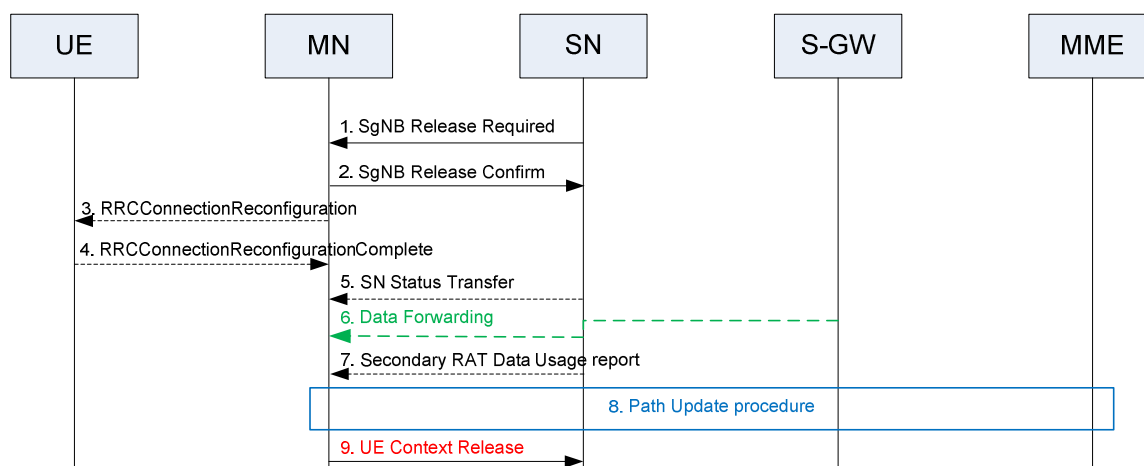 UE
MN
SN
S-GW
MME
1. SgNB Release Required
2. SgNB Release Confirm
3. RRCConnectionReconfiguration
4. RRCConnectionReconfigurationComplete
5. SN Status Transfer
6. Data Forwarding
7. Secondary RAT Data Usage report
8. Path Update procedure
9. UE Context Release